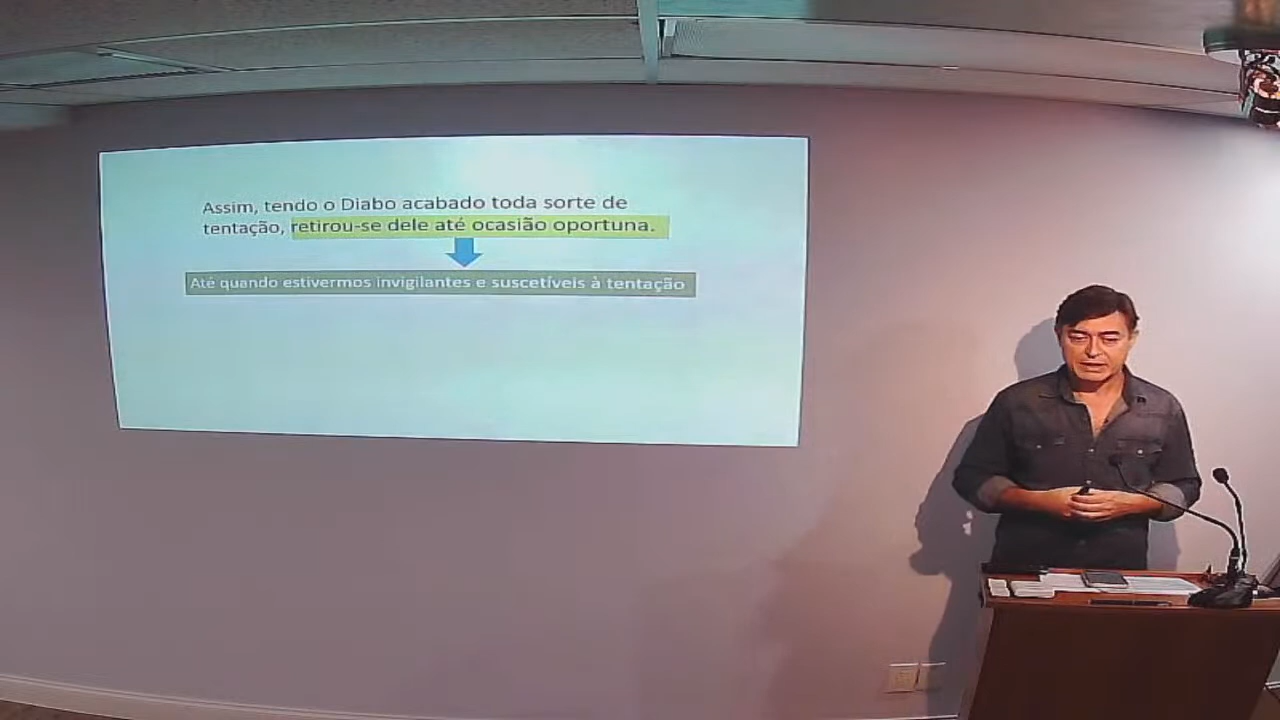 Assim, tendo o Diabo acabado toda sorte de
tentação, retirou-se dele até ocasião oportuna.
Até quando estivermos invigilantes e suscetíveis à tentação